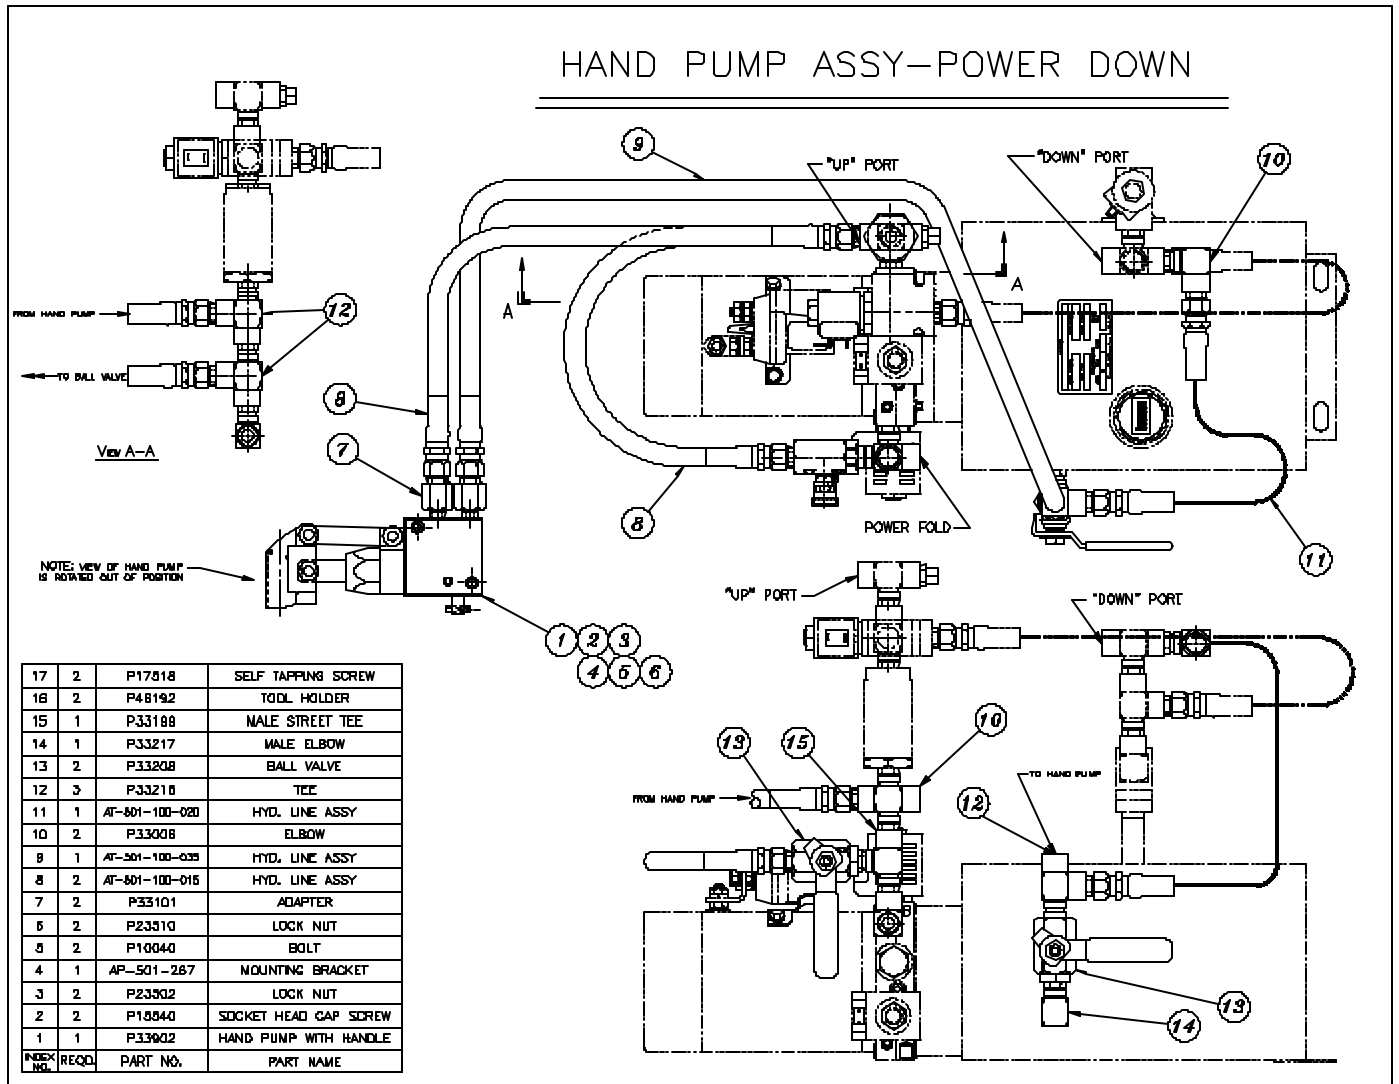 HAND PUMP ASSY-POWER DOWN
9
"UP" PORT
"DOWN" PORT
10
A
A
FROM HAND PUMP
12
TO BALL VALVE
8
VIEW A-A
7
8
POWER FOLD
11
NOTE: VIEW OF HAND PUMP
IS ROTATED OUT OF POSITION
"UP" PORT
"DOWN" PORT
1 2 3
4 5 6
10
13
15
TO HAND PUMP
FROM HAND PUMP
12
13
14
17 2 P17518 SELF TAPPING SCREW
16 2 P48192 TOOL HOLDER
15 1 P33199 MALE STREET TEE
14 1 P33217 MALE ELBOW
13 2 P33208 BALL VALVE
12 3 P33216 TEE
11 1 AT-501-100-020 HYD. LINE ASSY
10 2 P33008 ELBOW
9 1 AT-501-100-035 HYD. LINE ASSY
8 2 AT-501-100-015 HYD. LINE ASSY
7 2 P33101 ADAPTER
6 2 P23510 LOCK NUT
5 2 P10040 BOLT
4 1 AP-501-267 MOUNTING BRACKET
3 2 P23502 LOCK NUT
2 2 SOCKET HEAD CAP SCREW
1 1 P33902 HAND PUMP WITH HANDLE
INDEX NO. REQD. PART NO. PART NAME